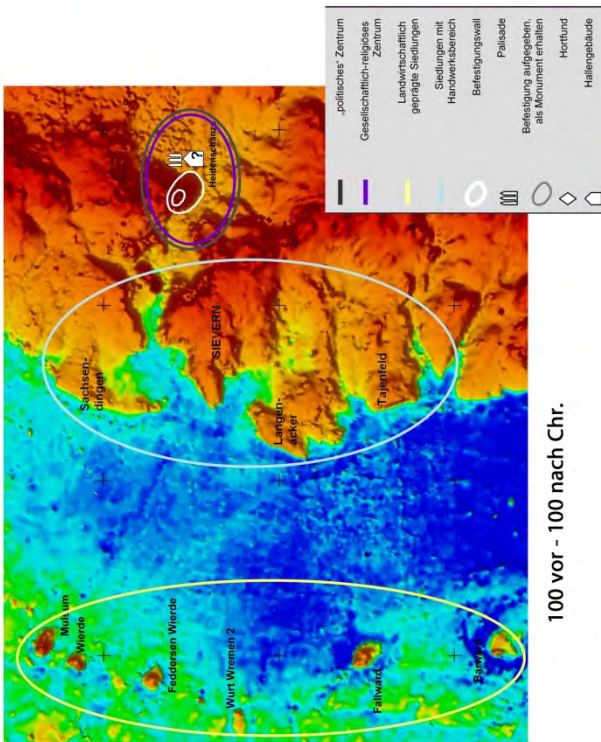 „politisches‘ Zentrum
Gesellschaftlich-religiöses
Zentrum
Landwirtschaftlich
geprägte Siedlungen
Siedlungen mit
Handwerksbereich
Befestigungswall
Palisade
Befestigung aufgegeben,
als Monument erhalten
Hortfund
Hallengebäude
?
Heidenschanze
Sachsen-
dingen
SIEVERN
Langen-
äcker
Tajenfeld
Mulsum
Wierde
Feddersen Wierde
Wurt Wremen 2
Fallward
100 vor - 100 nach Chr.